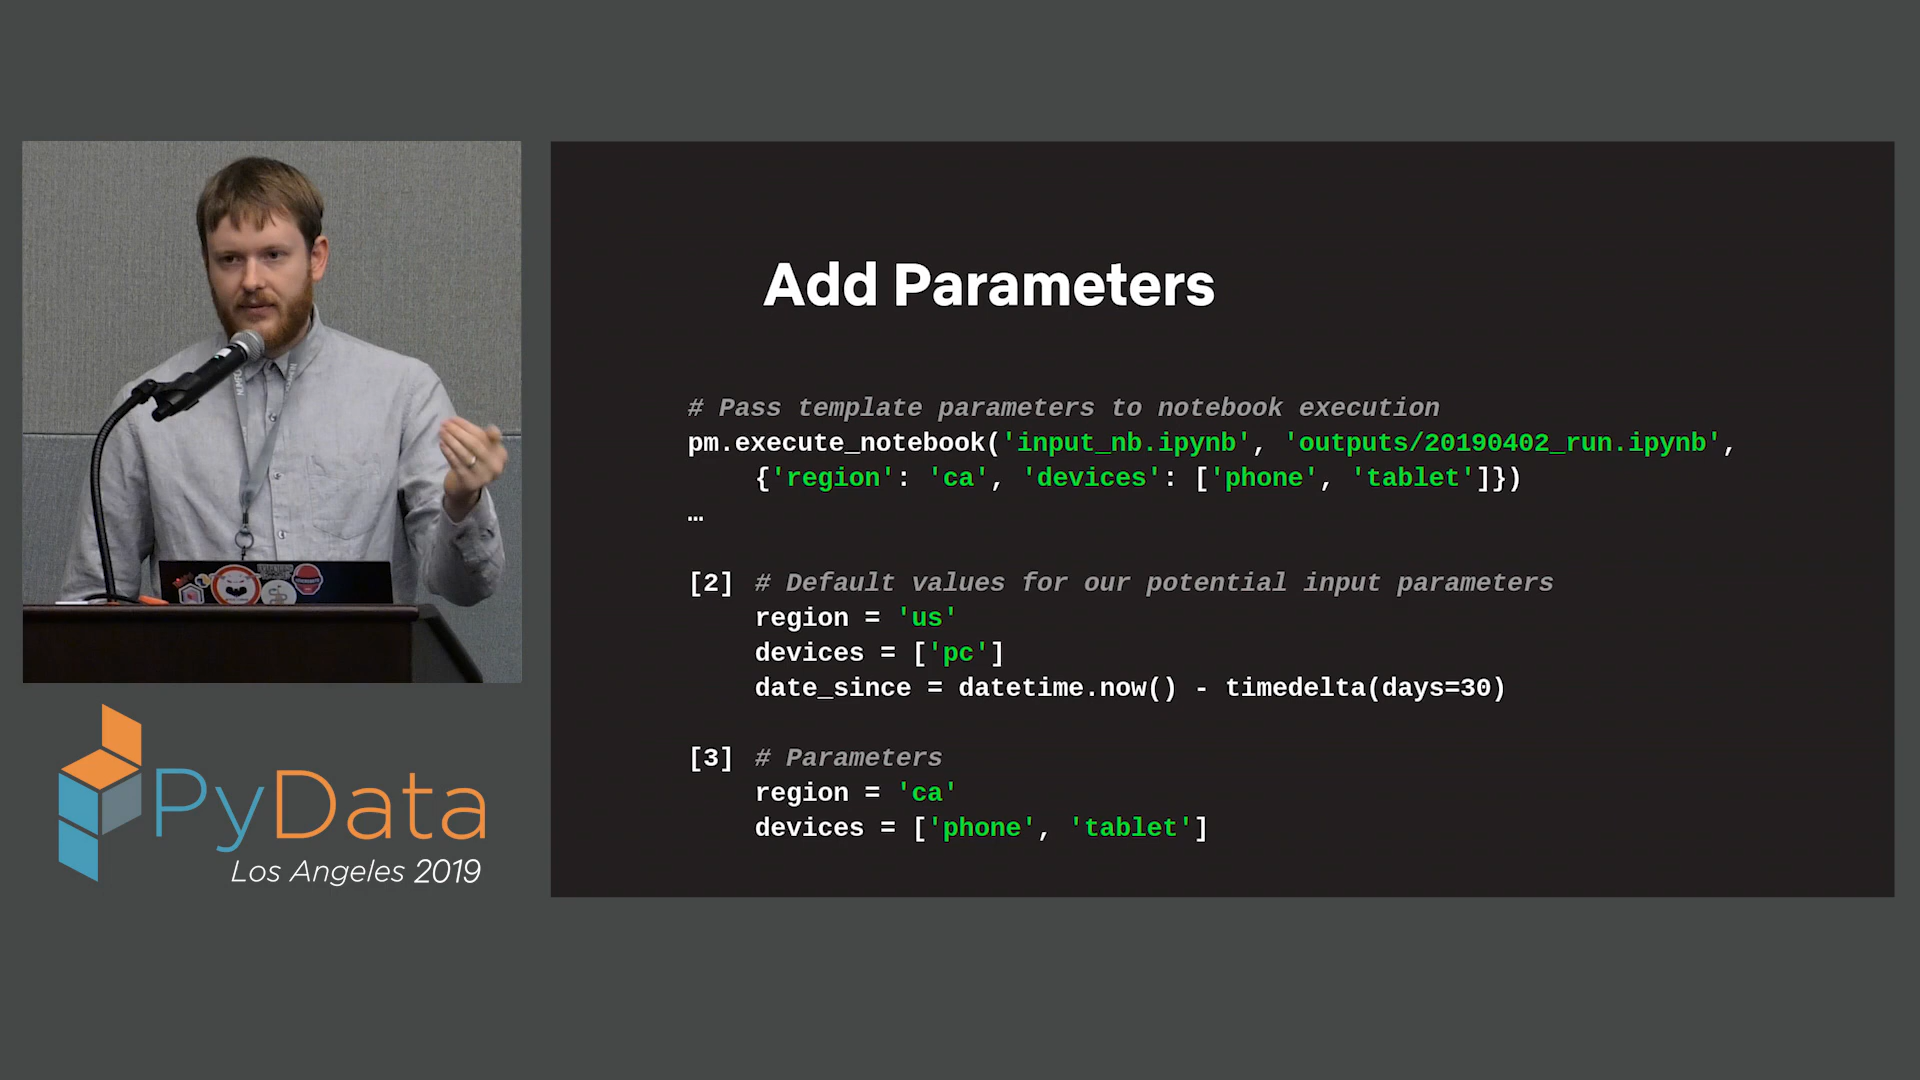 Add Parameters
# Pass template parameters to notebook execution
pm.execute_notebook('input_nb.ipynb', 'outputs/20190402_run.ipynb',
{'region': 'ca', 'devices': ['phone', 'tablet']})
…
[2] # Default values for our potential input parameters
region = 'us'
devices = ['pc']
date_since = datetime.now() - timedelta(days=30)
[3] # Parameters
region = 'ca'
devices = ['phone', 'tablet']
PyData
Los Angeles 2019